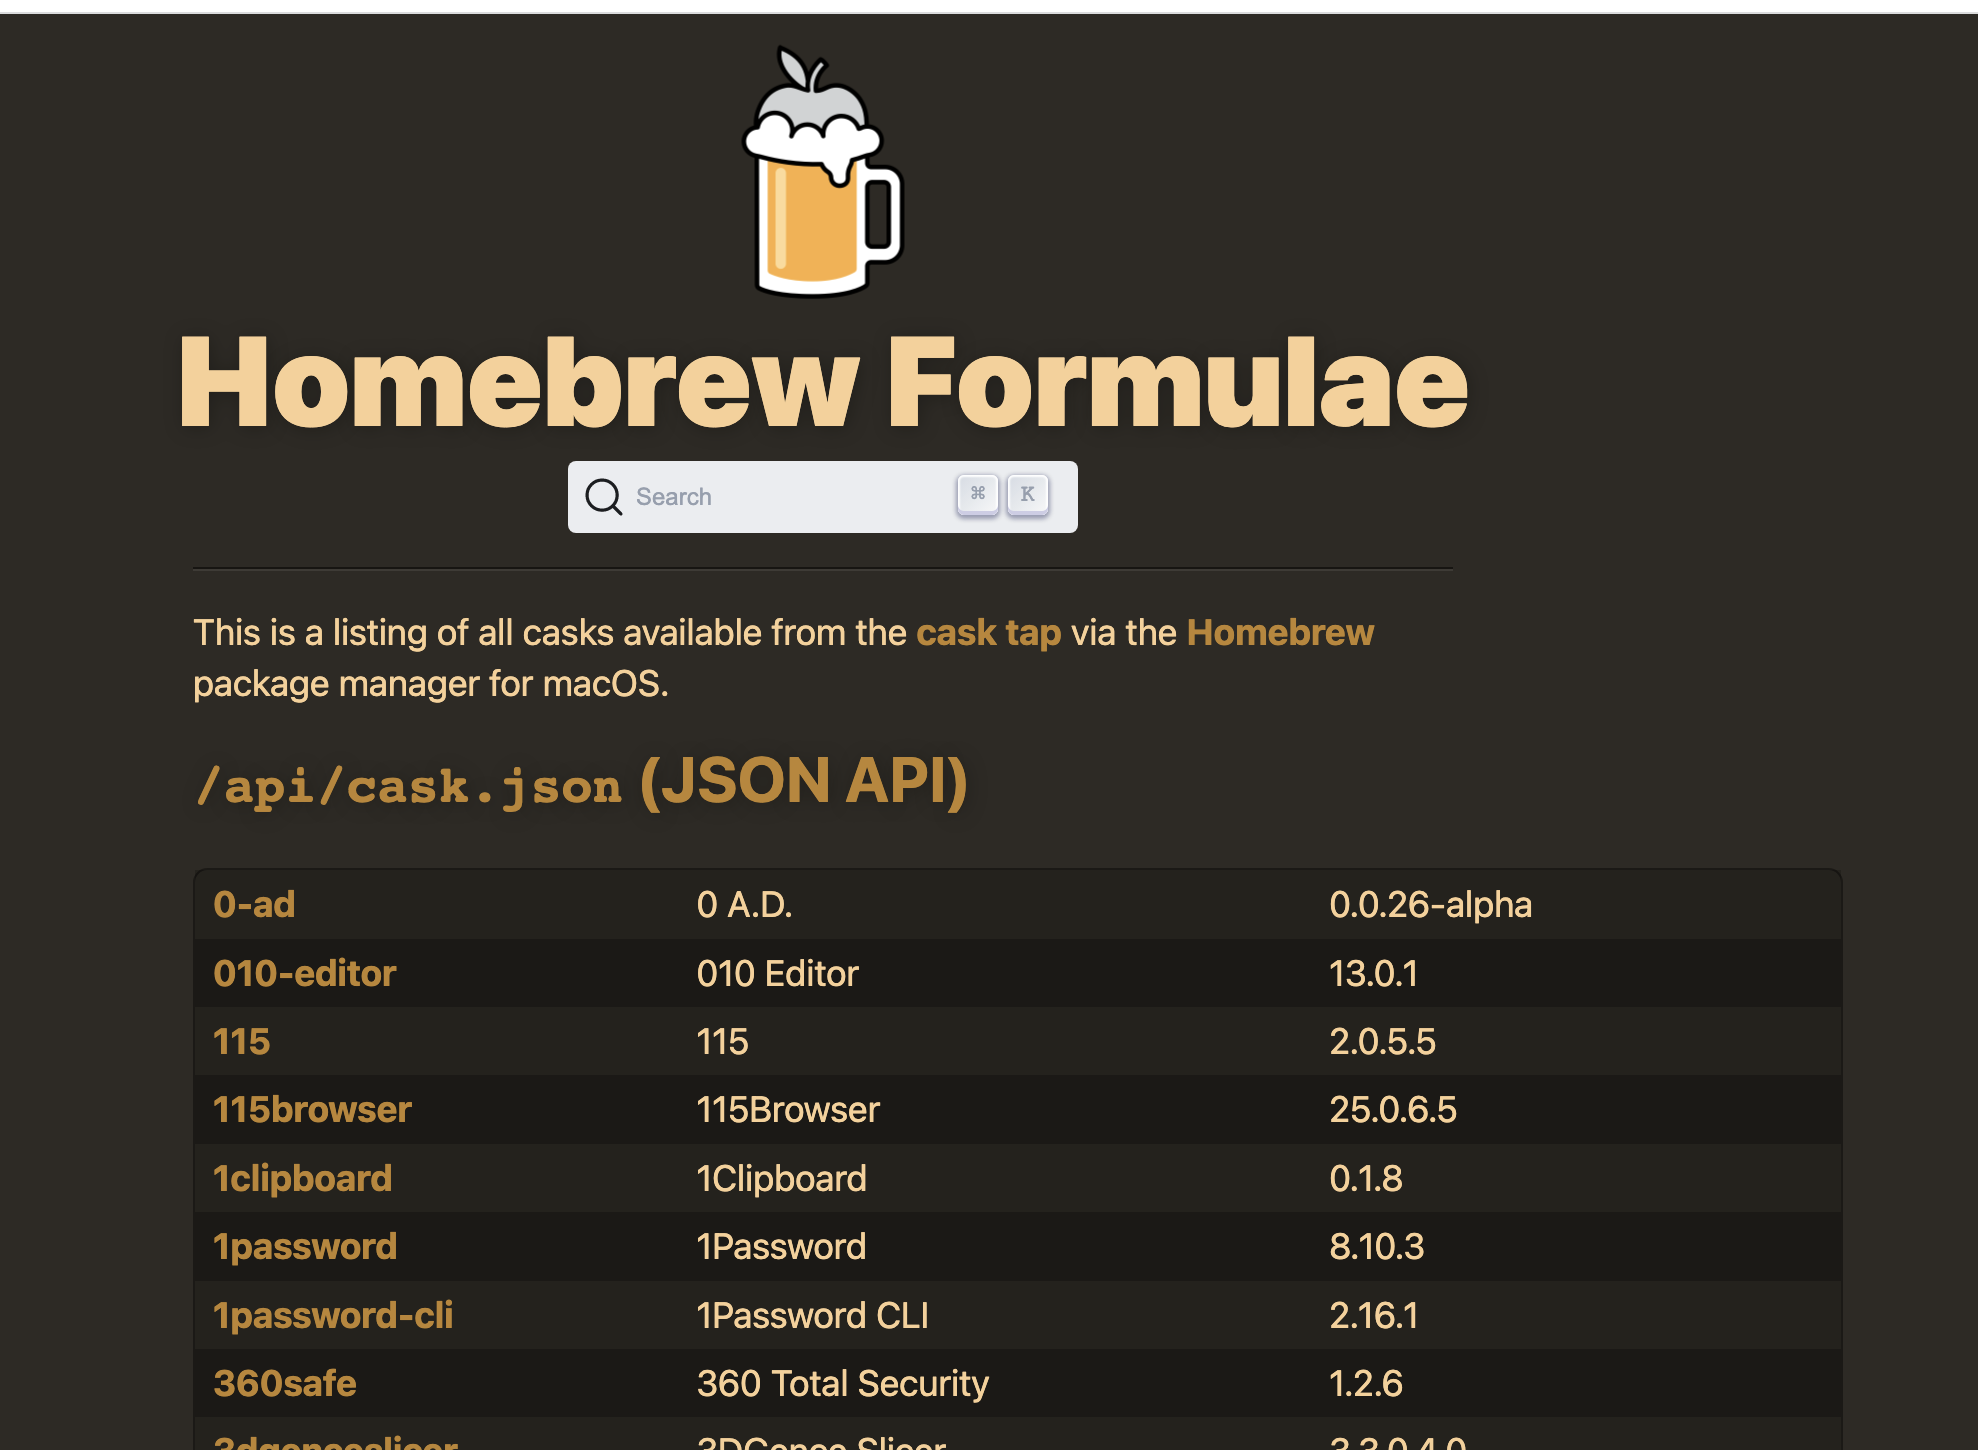 Homebrew Formulae
Search ⌘ K
This is a listing of all casks available from the cask tap via the Homebrew
package manager for macOS.
/api/cask.json (JSON API)
0-ad 0 A.D. 0.0.26-alpha
010-editor 010 Editor 13.0.1
115 115 2.0.5.5
115browser 115Browser 25.0.6.5
1clipboard 1Clipboard 0.1.8
1password 1Password 8.10.3
1password-cli 1Password CLI 2.16.1
360safe 360 Total Security 1.2.6